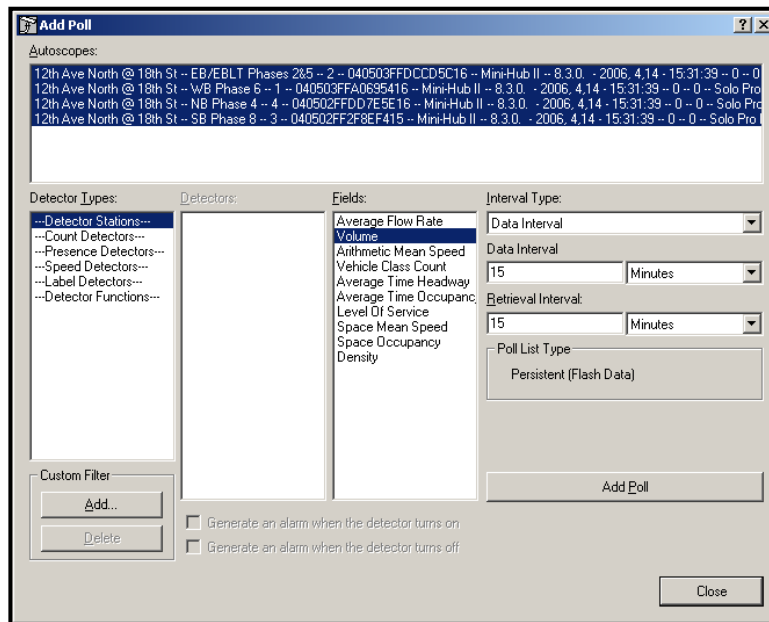 Add Poll
Autoscopes:
12th Ave North @ 18th St -- EB/EBLT Phases 2&5 -- 2 -- 040503FFDCCD5C16 -- Mini-Hub II -- 8.3.0. - 2006, 4,14 - 15:31:39 -- 0 -- 0
12th Ave North @ 18th St -- WB Phase 6 -- 1 -- 040503FFA0695416 -- Mini-Hub II -- 8.3.0. - 2006, 4,14 - 15:31:39 -- 0 -- 0 -- Solo Pro
12th Ave North @ 18th St -- NB Phase 4 -- 4 -- 040502FFDD7E5E16 -- Mini-Hub II -- 8.3.0. - 2006, 4,14 - 15:31:39 -- 0 -- 0 -- Solo Pro
12th Ave North @ 18th St -- SB Phase 8 -- 3 -- 040502FF2F8EF415 -- Mini-Hub II -- 8.3.0. - 2006, 4,14 - 15:31:39 -- 0 -- 0 -- Solo Pro
Detector Types:
---Detector Stations---
---Count Detectors---
---Presence Detectors---
---Speed Detectors---
---Label Detectors---
---Detector Functions---
Detectors:
Fields:
Average Flow Rate
Volume
Arithmetic Mean Speed
Vehicle Class Count
Average Time Headway
Average Time Occupanc
Level Of Service
Space Mean Speed
Space Occupancy
Density
Interval Type:
Data Interval
Data Interval
15 Minutes
Retrieval Interval:
15 Minutes
Poll List Type
Persistent (Flash Data)
Custom Filter
Add...
Delete
Generate an alarm when the detector turns on
Generate an alarm when the detector turns off
Add Poll
Close